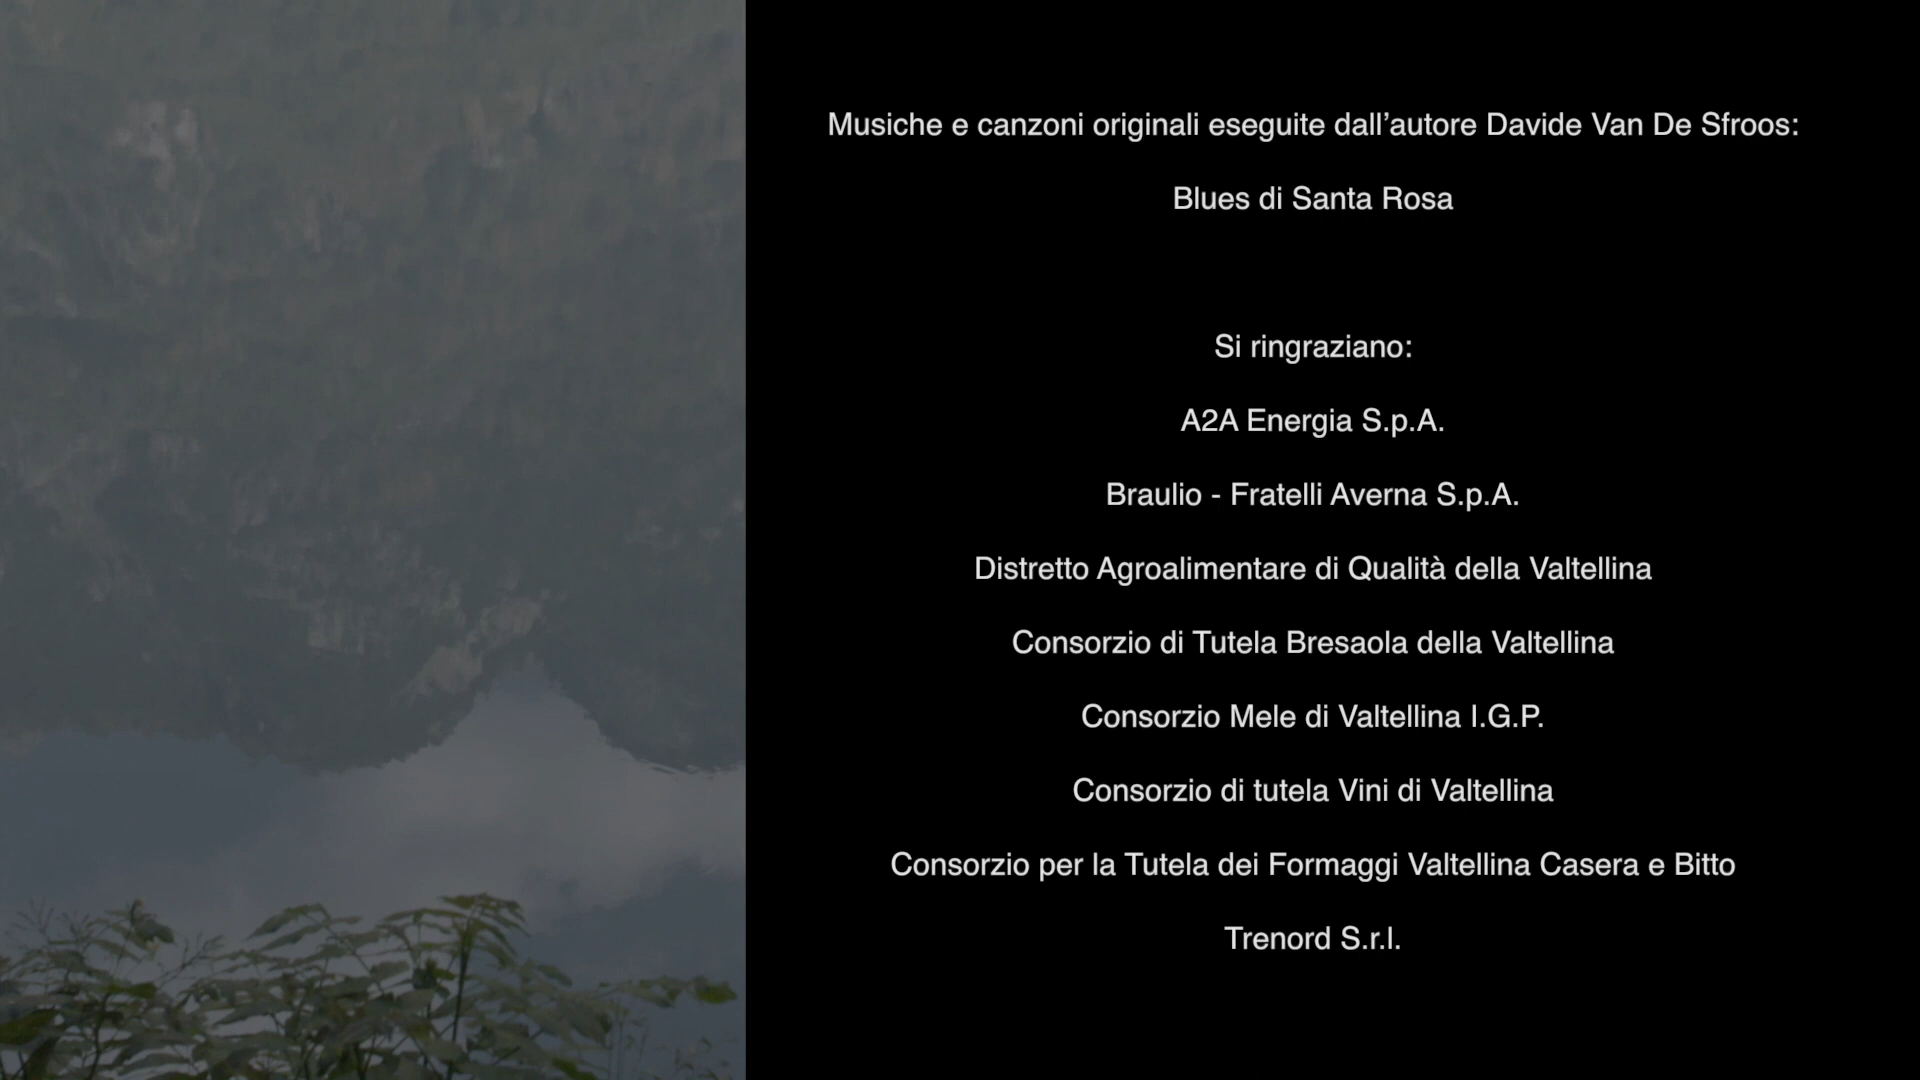 Musiche e canzoni originali eseguite dall’autore Davide Van De Sfroos:
Blues di Santa Rosa
Si ringraziano:
A2A Energia S.p.A.
Braulio - Fratelli Averna S.p.A.
Distretto Agroalimentare di Qualità della Valtellina
Consorzio di Tutela Bresaola della Valtellina
Consorzio Mele di Valtellina I.G.P.
Consorzio di tutela Vini di Valtellina
Consorzio per la Tutela dei Formaggi Valtellina Casera e Bitto
Trenord S.r.l.